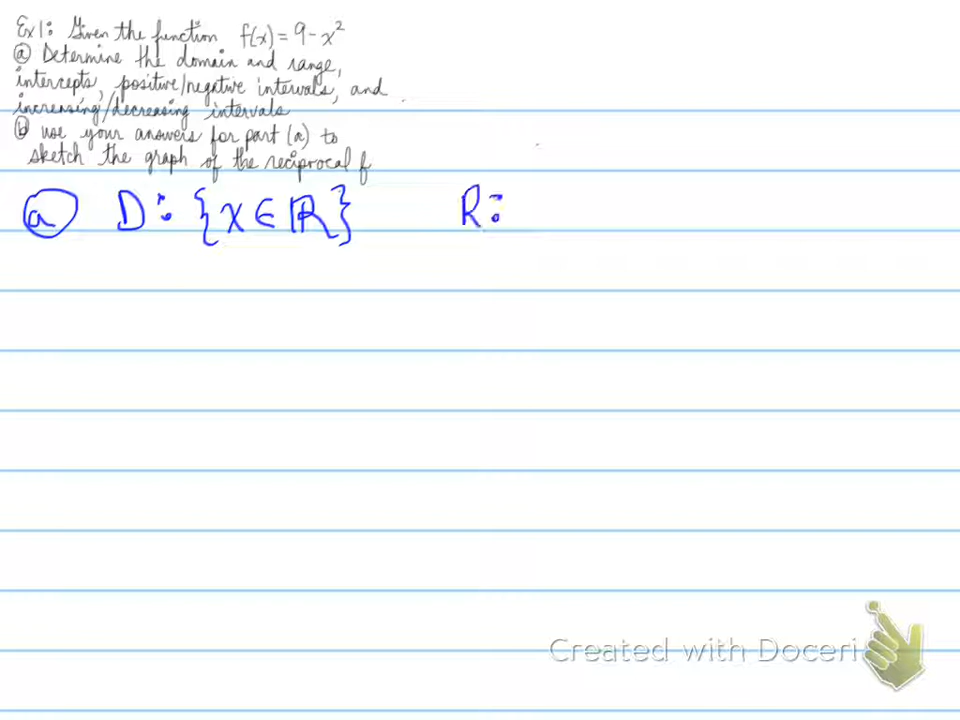 Ex1: Given the function f(x) = 9 - x²
ⓐ Determine the domain and range,
intercepts, positive/negative intervals, and
increasing/decreasing intervals
ⓑ use your answers for part (a) to
sketch the graph of the reciprocal f
ⓐ D: {x ∈ ℝ} R:
Created with Doceri